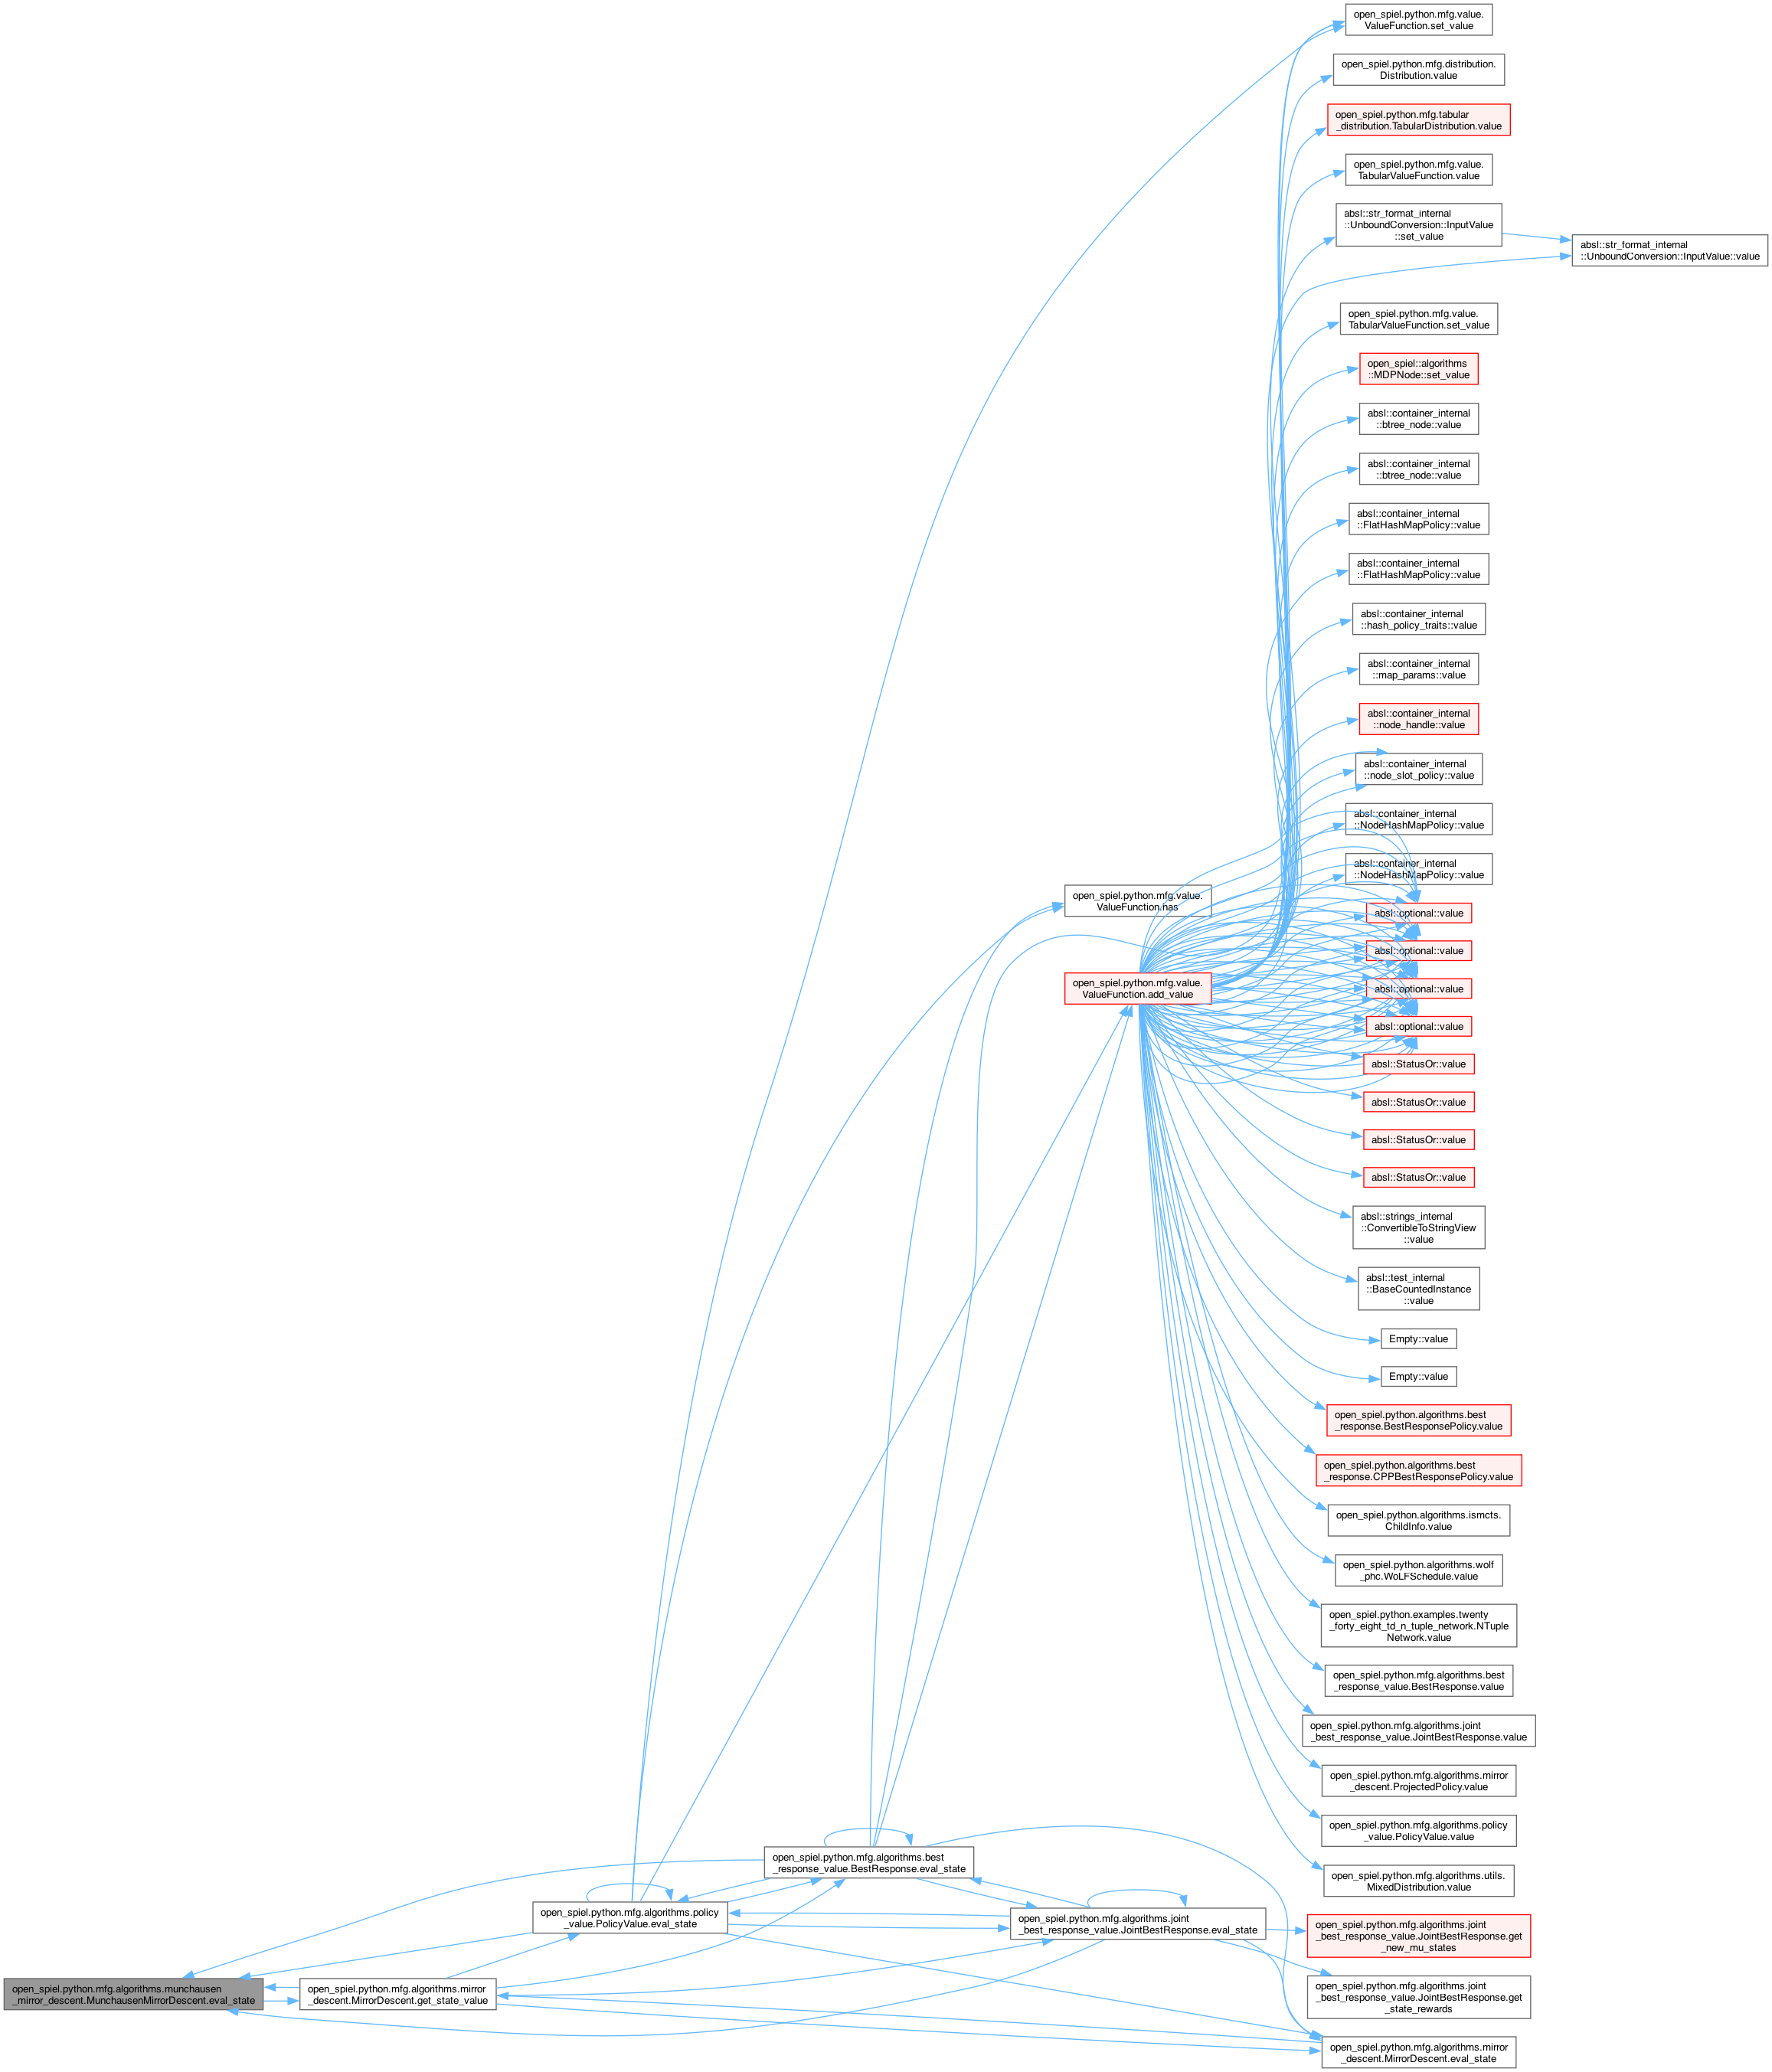 open_spiel.python.mfg.value.
ValueFunction.set_value
open_spiel.python.mfg.distribution.
Distribution.value
open_spiel.python.mfg.tabular
_distribution.TabularDistribution.value
open_spiel.python.mfg.value.
TabularValueFunction.value
absl::str_format_internal
::UnboundConversion::InputValue
::set_value
absl::str_format_internal
::UnboundConversion::InputValue::value
open_spiel.python.mfg.value.
TabularValueFunction.set_value
open_spiel::algorithms
::MDPNode::set_value
absl::container_internal
::btree_node::value
absl::container_internal
::btree_node::value
absl::container_internal
::FlatHashMapPolicy::value
absl::container_internal
::FlatHashMapPolicy::value
absl::container_internal
::hash_policy_traits::value
absl::container_internal
::map_params::value
absl::container_internal
::node_handle::value
absl::container_internal
::node_slot_policy::value
absl::container_internal
::NodeHashMapPolicy::value
absl::container_internal
::NodeHashMapPolicy::value
open_spiel.python.mfg.value.
ValueFunction.has
absl::optional::value
absl::optional::value
open_spiel.python.mfg.value.
ValueFunction.add_value
absl::optional::value
absl::optional::value
absl::StatusOr::value
absl::StatusOr::value
absl::StatusOr::value
absl::StatusOr::value
absl::strings_internal
::ConvertibleToStringView
::value
absl::test_internal
::BaseCountedInstance
::value
Empty::value
Empty::value
open_spiel.python.algorithms.best
_response.BestResponsePolicy.value
open_spiel.python.algorithms.best
_response.CPPBestResponsePolicy.value
open_spiel.python.algorithms.ismcts.
ChildInfo.value
open_spiel.python.algorithms.wolf
_phc.WoLFSchedule.value
open_spiel.python.examples.twenty
_forty_eight_td_n_tuple_network.NTuple
Network.value
open_spiel.python.mfg.algorithms.best
_response_value.BestResponse.value
open_spiel.python.mfg.algorithms.joint
_best_response_value.JointBestResponse.value
open_spiel.python.mfg.algorithms.mirror
_descent.ProjectedPolicy.value
open_spiel.python.mfg.algorithms.policy
_value.PolicyValue.value
open_spiel.python.mfg.algorithms.utils.
MixedDistribution.value
open_spiel.python.mfg.algorithms.best
_response_value.BestResponse.eval_state
open_spiel.python.mfg.algorithms.policy
_value.PolicyValue.eval_state
open_spiel.python.mfg.algorithms.joint
_best_response_value.JointBestResponse.eval_state
open_spiel.python.mfg.algorithms.joint
_best_response_value.JointBestResponse.get
_new_mu_states
open_spiel.python.mfg.algorithms.munchausen
_mirror_descent.MunchausenMirrorDescent.eval_state
open_spiel.python.mfg.algorithms.mirror
_descent.MirrorDescent.get_state_value
open_spiel.python.mfg.algorithms.joint
_best_response_value.JointBestResponse.get
_state_rewards
open_spiel.python.mfg.algorithms.mirror
_descent.MirrorDescent.eval_state